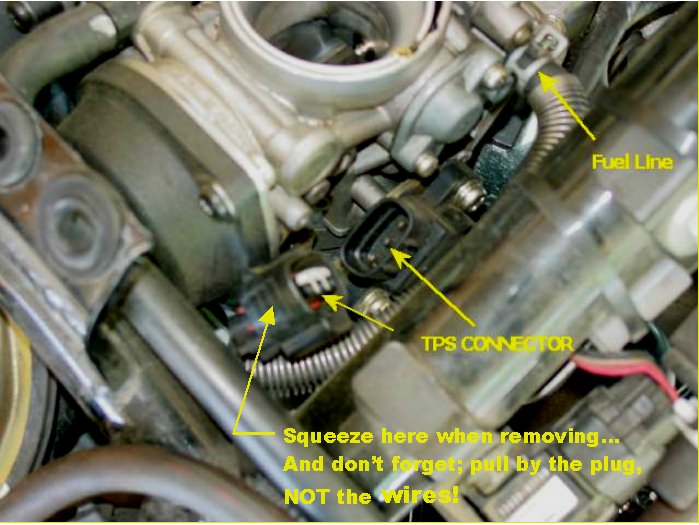 Fuel Line
TPS CONNECTOR
Squeeze here when removing...
And don't forget; pull by the plug,
NOT the wires!